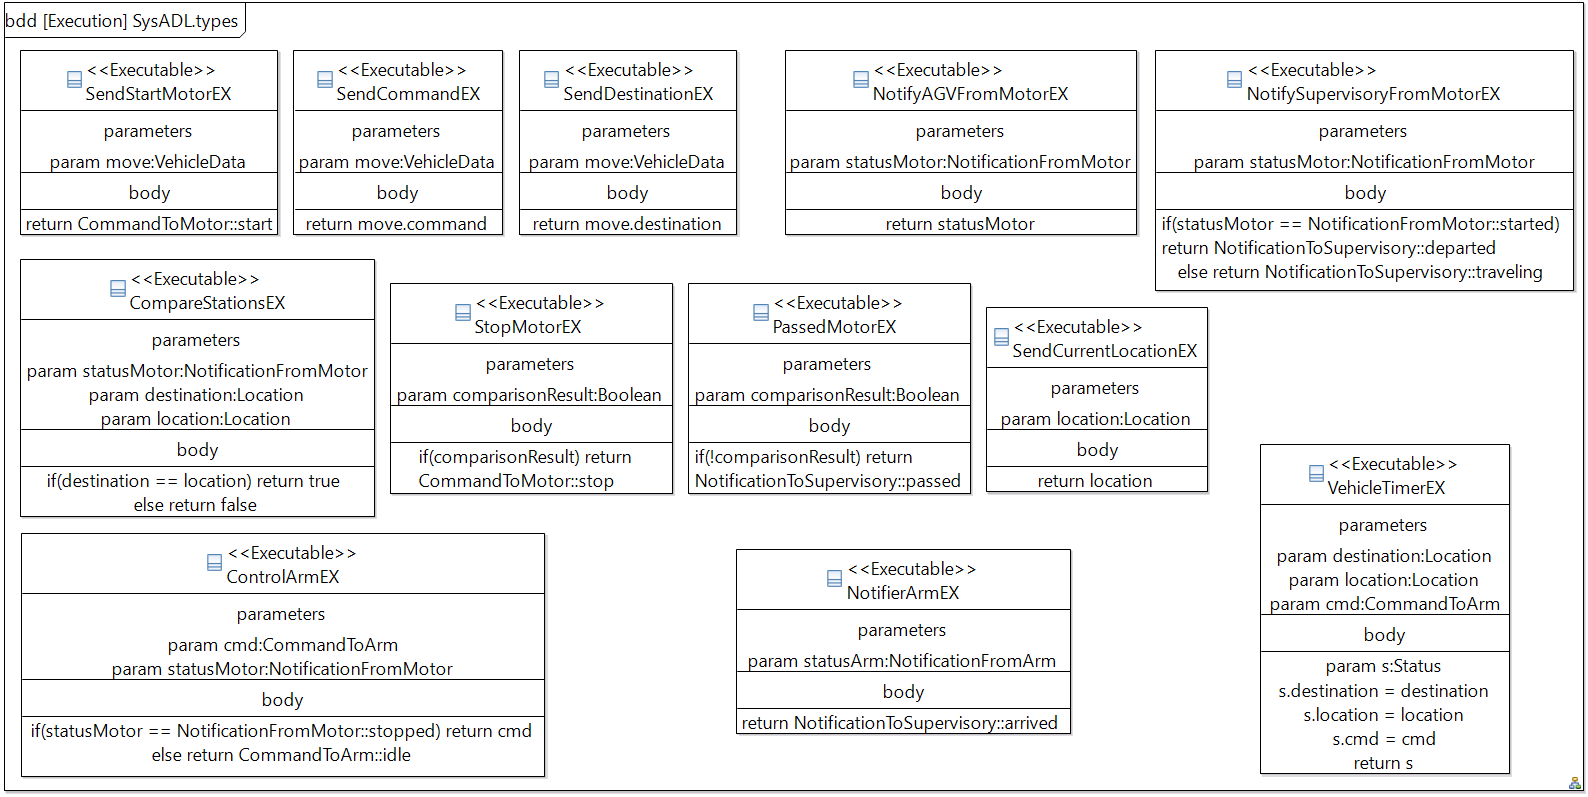 bdd [Execution] SysADL.types
<<Executable>>
SendStartMotorEX
parameters
param move:VehicleData
body
return CommandToMotor::start
<<Executable>>
SendCommandEX
parameters
param move:VehicleData
body
return move.command
<<Executable>>
SendDestinationEX
parameters
param move:VehicleData
body
return move.destination
<<Executable>>
NotifyAGVFromMotorEX
parameters
param statusMotor:NotificationFromMotor
body
return statusMotor
<<Executable>>
NotifySupervisoryFromMotorEX
parameters
param statusMotor:NotificationFromMotor
body
if(statusMotor == NotificationFromMotor::started)
return NotificationToSupervisory::departed
else return NotificationToSupervisory::traveling
<<Executable>>
CompareStationsEX
parameters
param statusMotor:NotificationFromMotor
param destination:Location
param location:Location
body
if(destination == location) return true
else return false
<<Executable>>
StopMotorEX
parameters
param comparisonResult:Boolean
body
if(comparisonResult) return
CommandToMotor::stop
<<Executable>>
PassedMotorEX
parameters
param comparisonResult:Boolean
body
if(!comparisonResult) return
NotificationToSupervisory::passed
<<Executable>>
SendCurrentLocationEX
parameters
param location:Location
body
return location
<<Executable>>
VehicleTimerEX
parameters
param destination:Location
param location:Location
param cmd:CommandToArm
body
param s:Status
s.destination = destination
s.location = location
s.cmd = cmd
return s
<<Executable>>
ControlArmEX
parameters
param cmd:CommandToArm
param statusMotor:NotificationFromMotor
body
if(statusMotor == NotificationFromMotor::stopped) return cmd
else return CommandToArm::idle
<<Executable>>
NotifierArmEX
parameters
param statusArm:NotificationFromArm
body
return NotificationToSupervisory::arrived